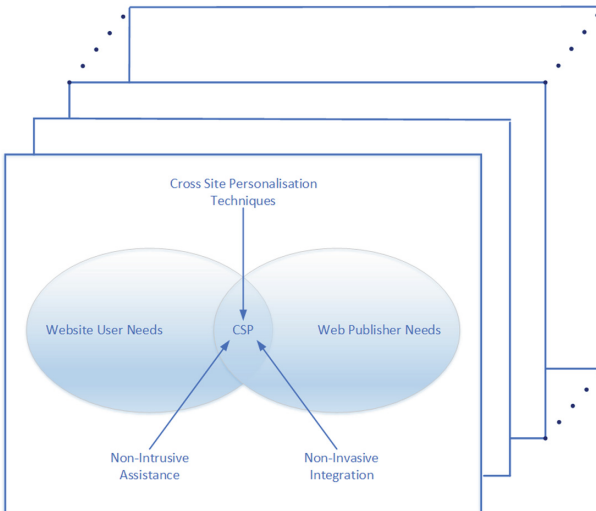 Cross Site Personalisation
Techniques
Website User Needs
CSP
Web Publisher Needs
Non-Intrusive
Assistance
Non-Invasive
Integration